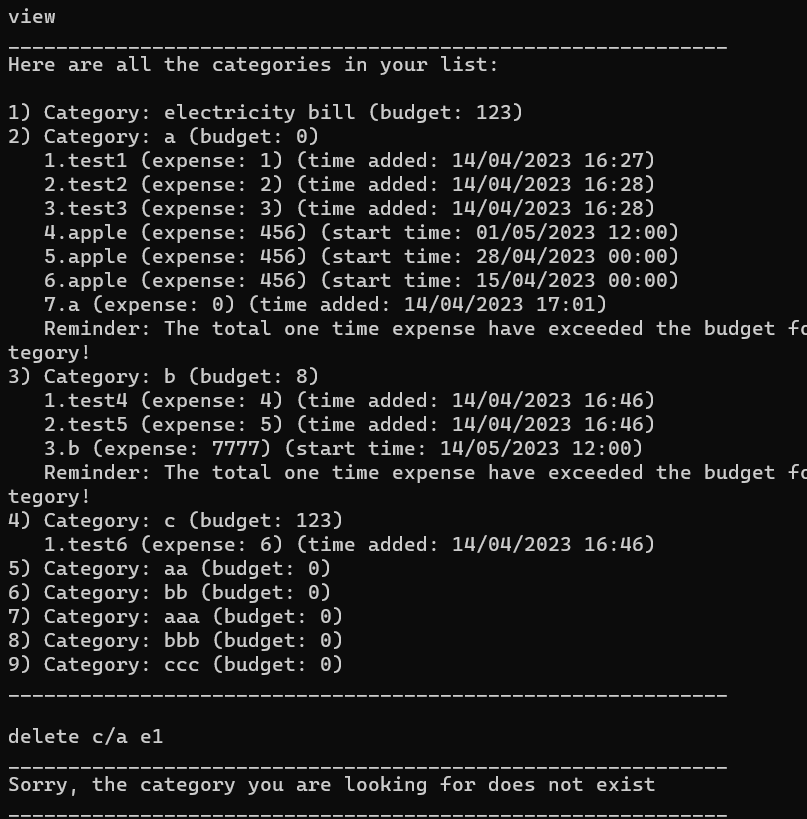 view
____________________________________________________________
Here are all the categories in your list:
1) Category: electricity bill (budget: 123)
2) Category: a (budget: 0)
1.test1 (expense: 1) (time added: 14/04/2023 16:27)
2.test2 (expense: 2) (time added: 14/04/2023 16:28)
3.test3 (expense: 3) (time added: 14/04/2023 16:28)
4.apple (expense: 456) (start time: 01/05/2023 12:00)
5.apple (expense: 456) (start time: 28/04/2023 00:00)
6.apple (expense: 456) (start time: 15/04/2023 00:00)
7.a (expense: 0) (time added: 14/04/2023 17:01)
Reminder: The total one time expense have exceeded the budget fo
tegory!
3) Category: b (budget: 8)
1.test4 (expense: 4) (time added: 14/04/2023 16:46)
2.test5 (expense: 5) (time added: 14/04/2023 16:46)
3.b (expense: 7777) (start time: 14/05/2023 12:00)
Reminder: The total one time expense have exceeded the budget fo
tegory!
4) Category: c (budget: 123)
1.test6 (expense: 6) (time added: 14/04/2023 16:46)
5) Category: aa (budget: 0)
6) Category: bb (budget: 0)
7) Category: aaa (budget: 0)
8) Category: bbb (budget: 0)
9) Category: ccc (budget: 0)
____________________________________________________________
delete c/a e1
____________________________________________________________
Sorry, the category you are looking for does not exist
____________________________________________________________